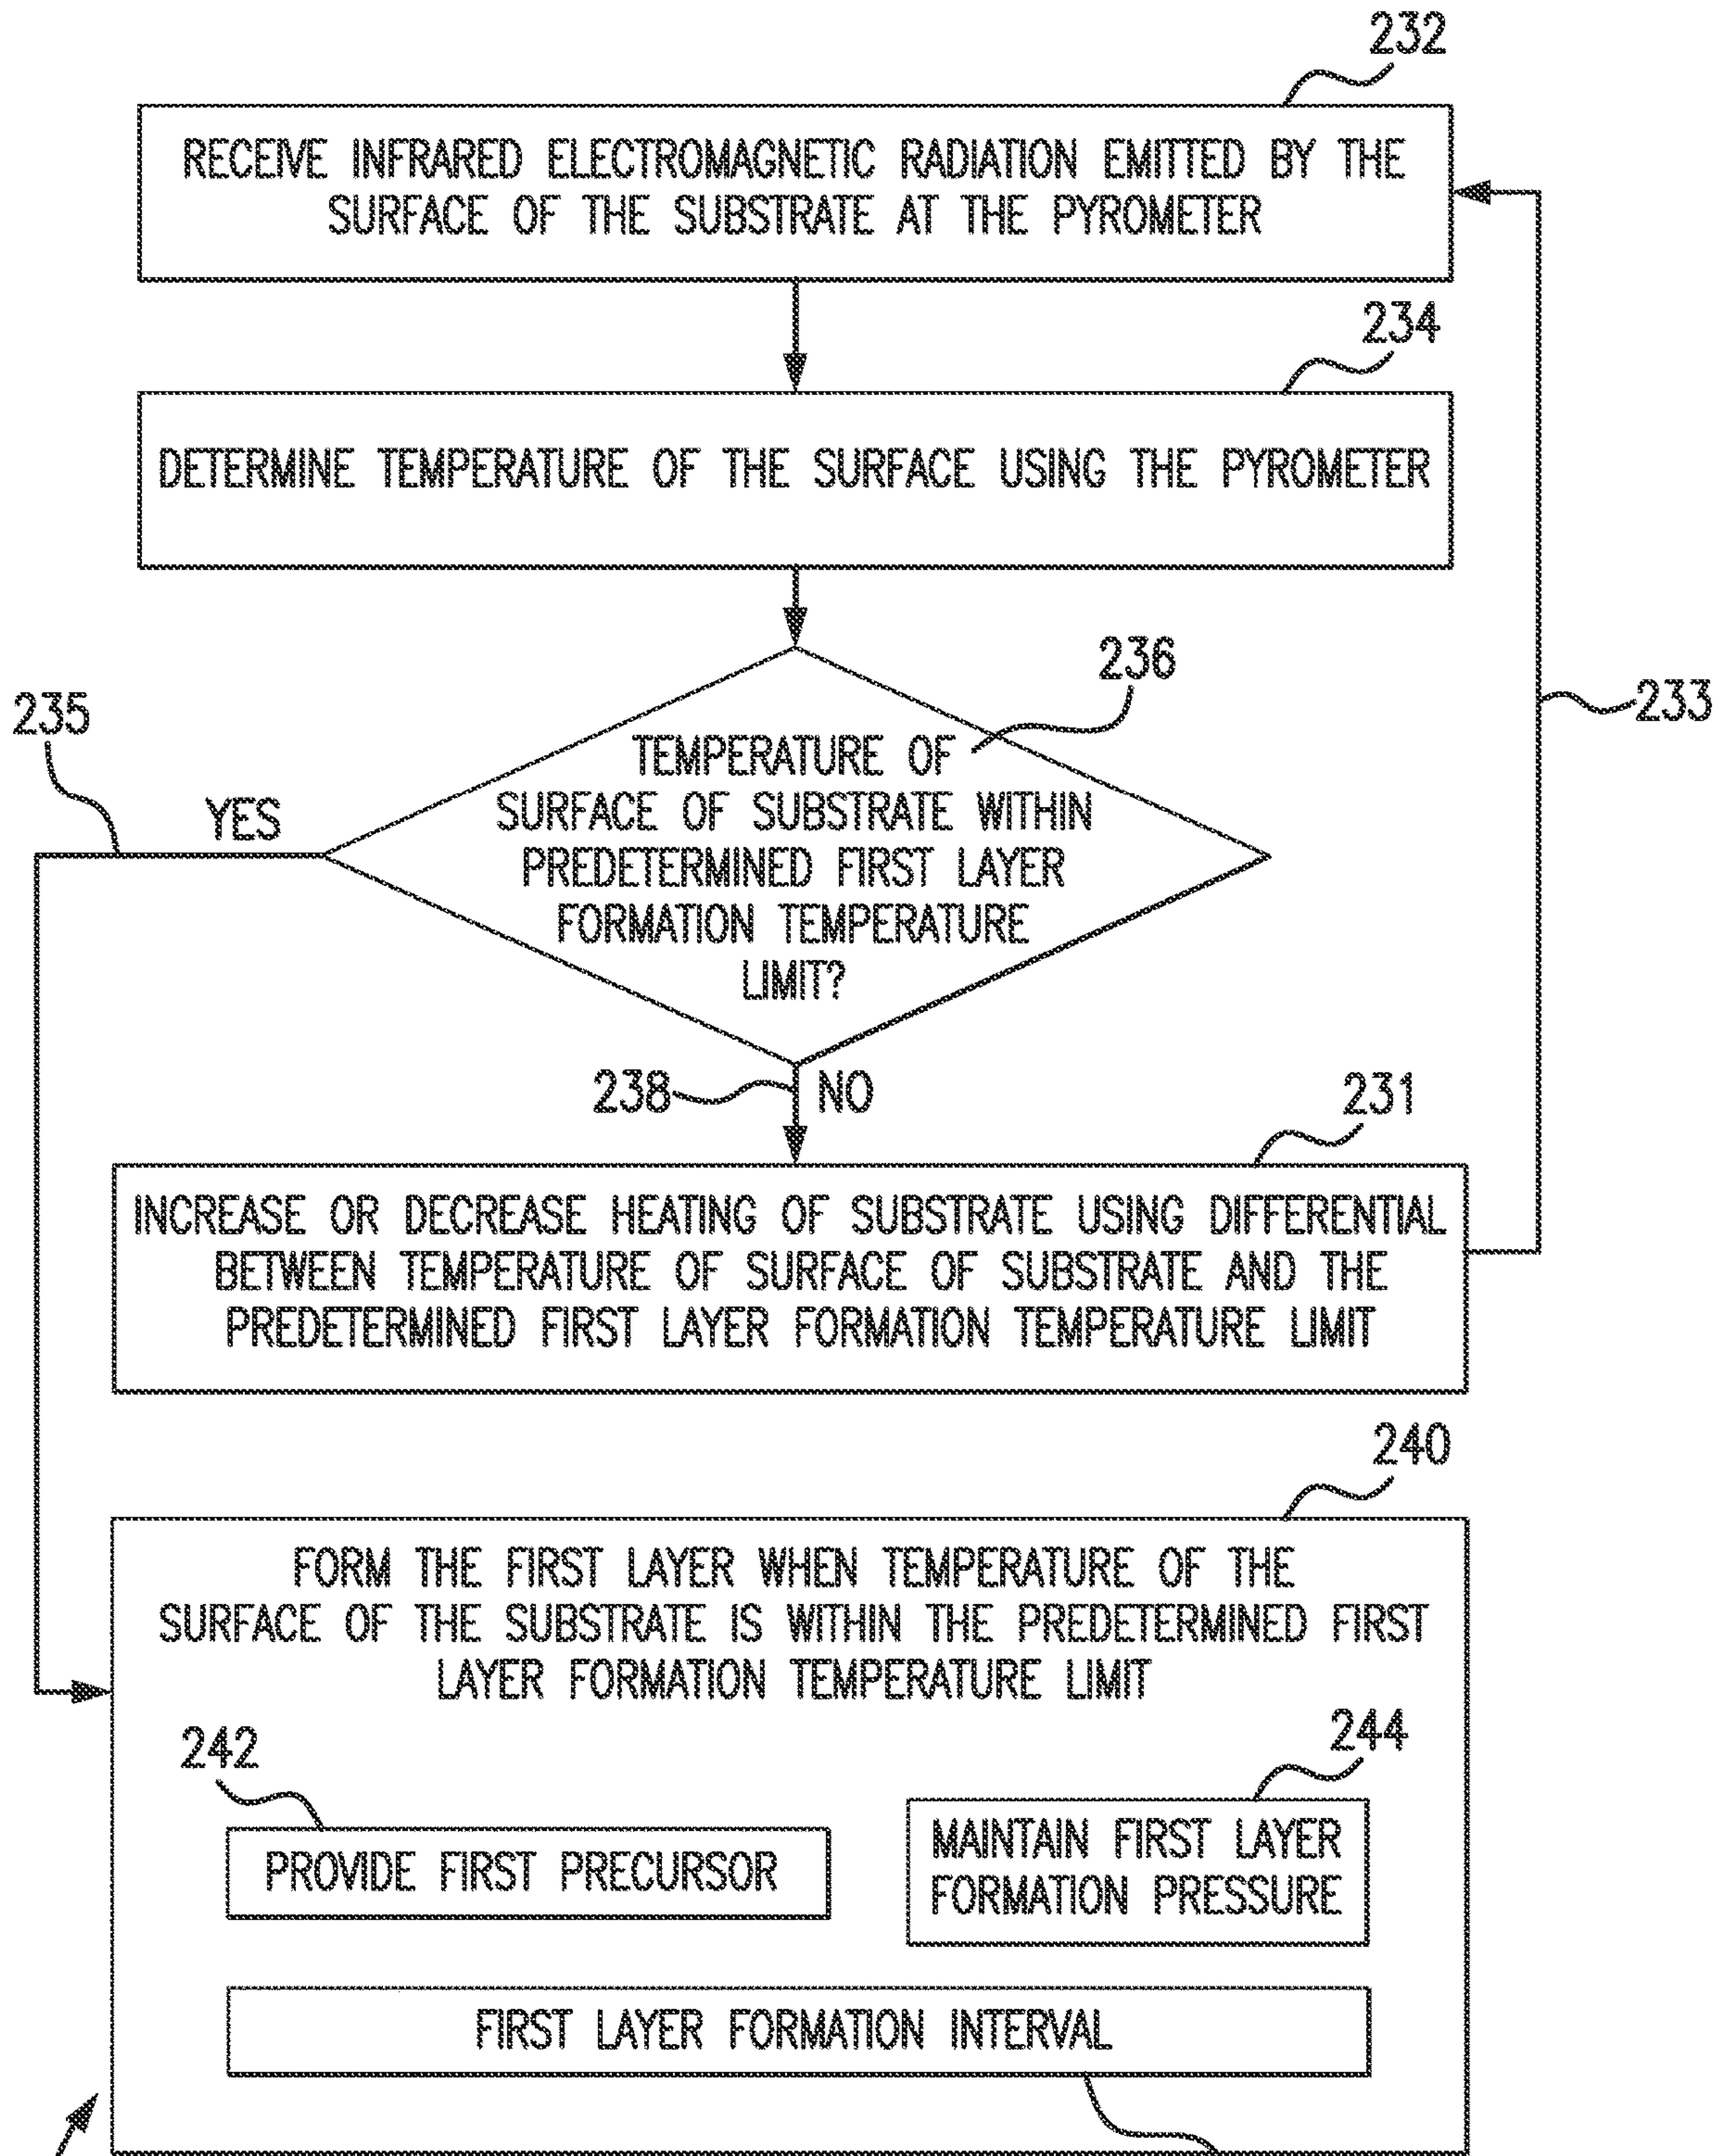 232
RECEIVE INFRARED ELECTROMAGNETIC RADIATION EMITTED BY THE
SURFACE OF THE SUBSTRATE AT THE PYROMETER
234
DETERMINE TEMPERATURE OF THE SURFACE USING THE PYROMETER
236
233
235
YES
TEMPERATURE OF
SURFACE OF SUBSTRATE WITHIN
PREDETERMINED FIRST LAYER
FORMATION TEMPERATURE
LIMIT?
238
NO
231
INCREASE OR DECREASE HEATING OF SUBSTRATE USING DIFFERENTIAL
BETWEEN TEMPERATURE OF SURFACE OF SUBSTRATE AND THE
PREDETERMINED FIRST LAYER FORMATION TEMPERATURE LIMIT
240
FORM THE FIRST LAYER WHEN TEMPERATURE OF THE
SURFACE OF THE SUBSTRATE IS WITHIN THE PREDETERMINED FIRST
LAYER FORMATION TEMPERATURE LIMIT
242
244
PROVIDE FIRST PRECURSOR
MAINTAIN FIRST LAYER
FORMATION PRESSURE
FIRST LAYER FORMATION INTERVAL